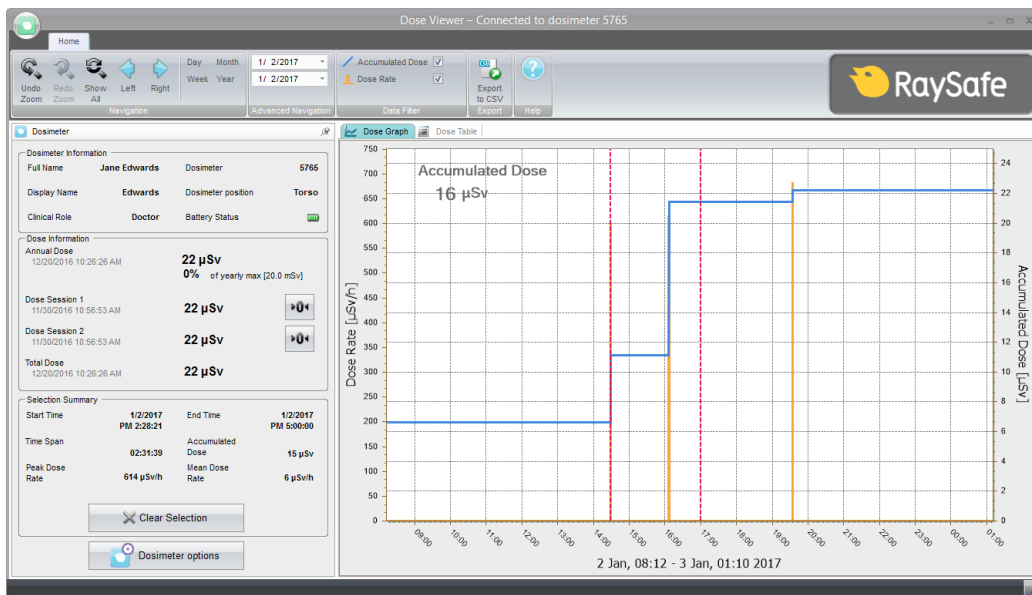 Dose Viewer – Connected to dosimeter 5765
Home
Undo Zoom
Redo Zoom
Show All
Left
Right
Day Month
Week Year
Navigation
1/ 2/2017
1/ 2/2017
Advanced Navigation
Accumulated Dose
Dose Rate
Data Filter
CSV
Export to CSV
Export
Help
RaySafe
Dosimeter
Dosimeter Information
Full Name Jane Edwards Dosimeter 5765
Display Name Edwards Dosimeter position Torso
Clinical Role Doctor Battery Status
Dose Information
Annual Dose
12/20/2016 10:26:26 AM
22 µSv
0% of yearly max [20.0 mSv]
Dose Session 1
11/30/2016 10:56:53 AM
22 µSv
0
Dose Session 2
11/30/2016 10:56:53 AM
22 µSv
0
Total Dose
12/20/2016 10:26:26 AM
22 µSv
Selection Summary
Start Time 1/2/2017 PM 2:28:21
End Time 1/2/2017 PM 5:00:00
Time Span 02:31:39
Accumulated Dose 15 µSv
Peak Dose Rate 614 µSv/h
Mean Dose Rate 6 µSv/h
Clear Selection
Dosimeter options
Dose Graph Dose Table
Accumulated Dose
16 µSv
Dose Rate [µSv/h]
750
700
650
600
550
500
450
400
350
300
250
200
150
100
50
0
24
22
20
18
16
14
12
10
8
6
4
2
0
Accumulated Dose [µSv]
09:00 10:00 11:00 12:00 13:00 14:00 15:00 16:00 17:00 18:00 19:00 20:00 21:00 22:00 23:00 00:00 01:00
2 Jan, 08:12 - 3 Jan, 01:10 2017